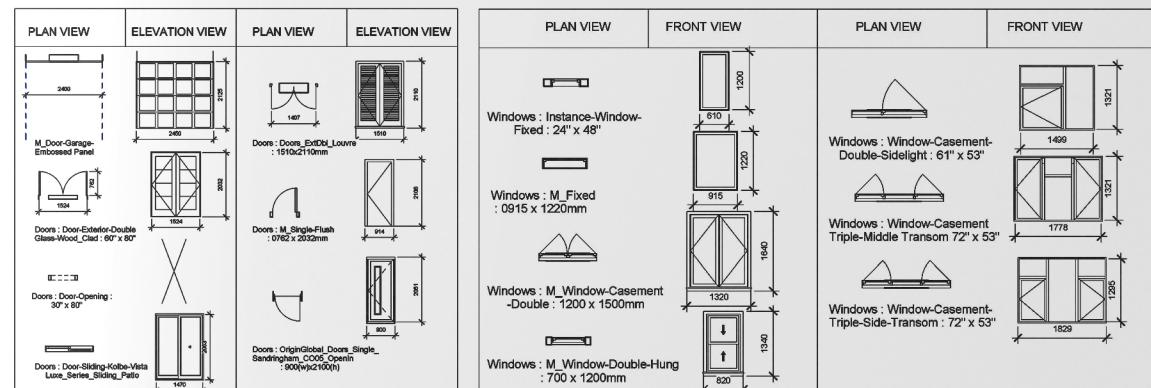 PLAN VIEW
ELEVATION VIEW
PLAN VIEW
ELEVATION VIEW
2400
2125
2450
M_Door-Garage-
Embossed Panel
762
1524
2032
1524
Doors : Door-Exterior-Double
Glass-Wood_Clad : 60" x 80"
Doors : Door-Opening :
30" x 80"
1470
Doors : Door-Sliding-Kolbe-Vista
Luxe_Series_Sliding_Patio
1407
2110
1510
Doors : Doors_ExtDbl_Louvre
: 1510x2110mm
2108
914
Doors : M_Single-Flush
: 0762 x 2032mm
2051
800
Doors : OriginGlobal_Doors_Single_
Sandringham_CO05_OpenIn
: 900(w)x2100(h)
PLAN VIEW
FRONT VIEW
PLAN VIEW
FRONT VIEW
1200
610
Windows : Instance-Window-
Fixed : 24" x 48"
1220
915
Windows : M_Fixed
: 0915 x 1220mm
1640
1320
Windows : M_Window-Casement
-Double : 1200 x 1500mm
1340
820
Windows : M_Window-Double-Hung
: 700 x 1200mm
1321
1499
Windows : Window-Casement-
Double-Sidelight : 61" x 53"
1321
1778
Windows : Window-Casement
Triple-Middle Transom 72" x 53"
1295
1829
Windows : Window-Casement-
Triple-Side-Transom : 72" x 53"